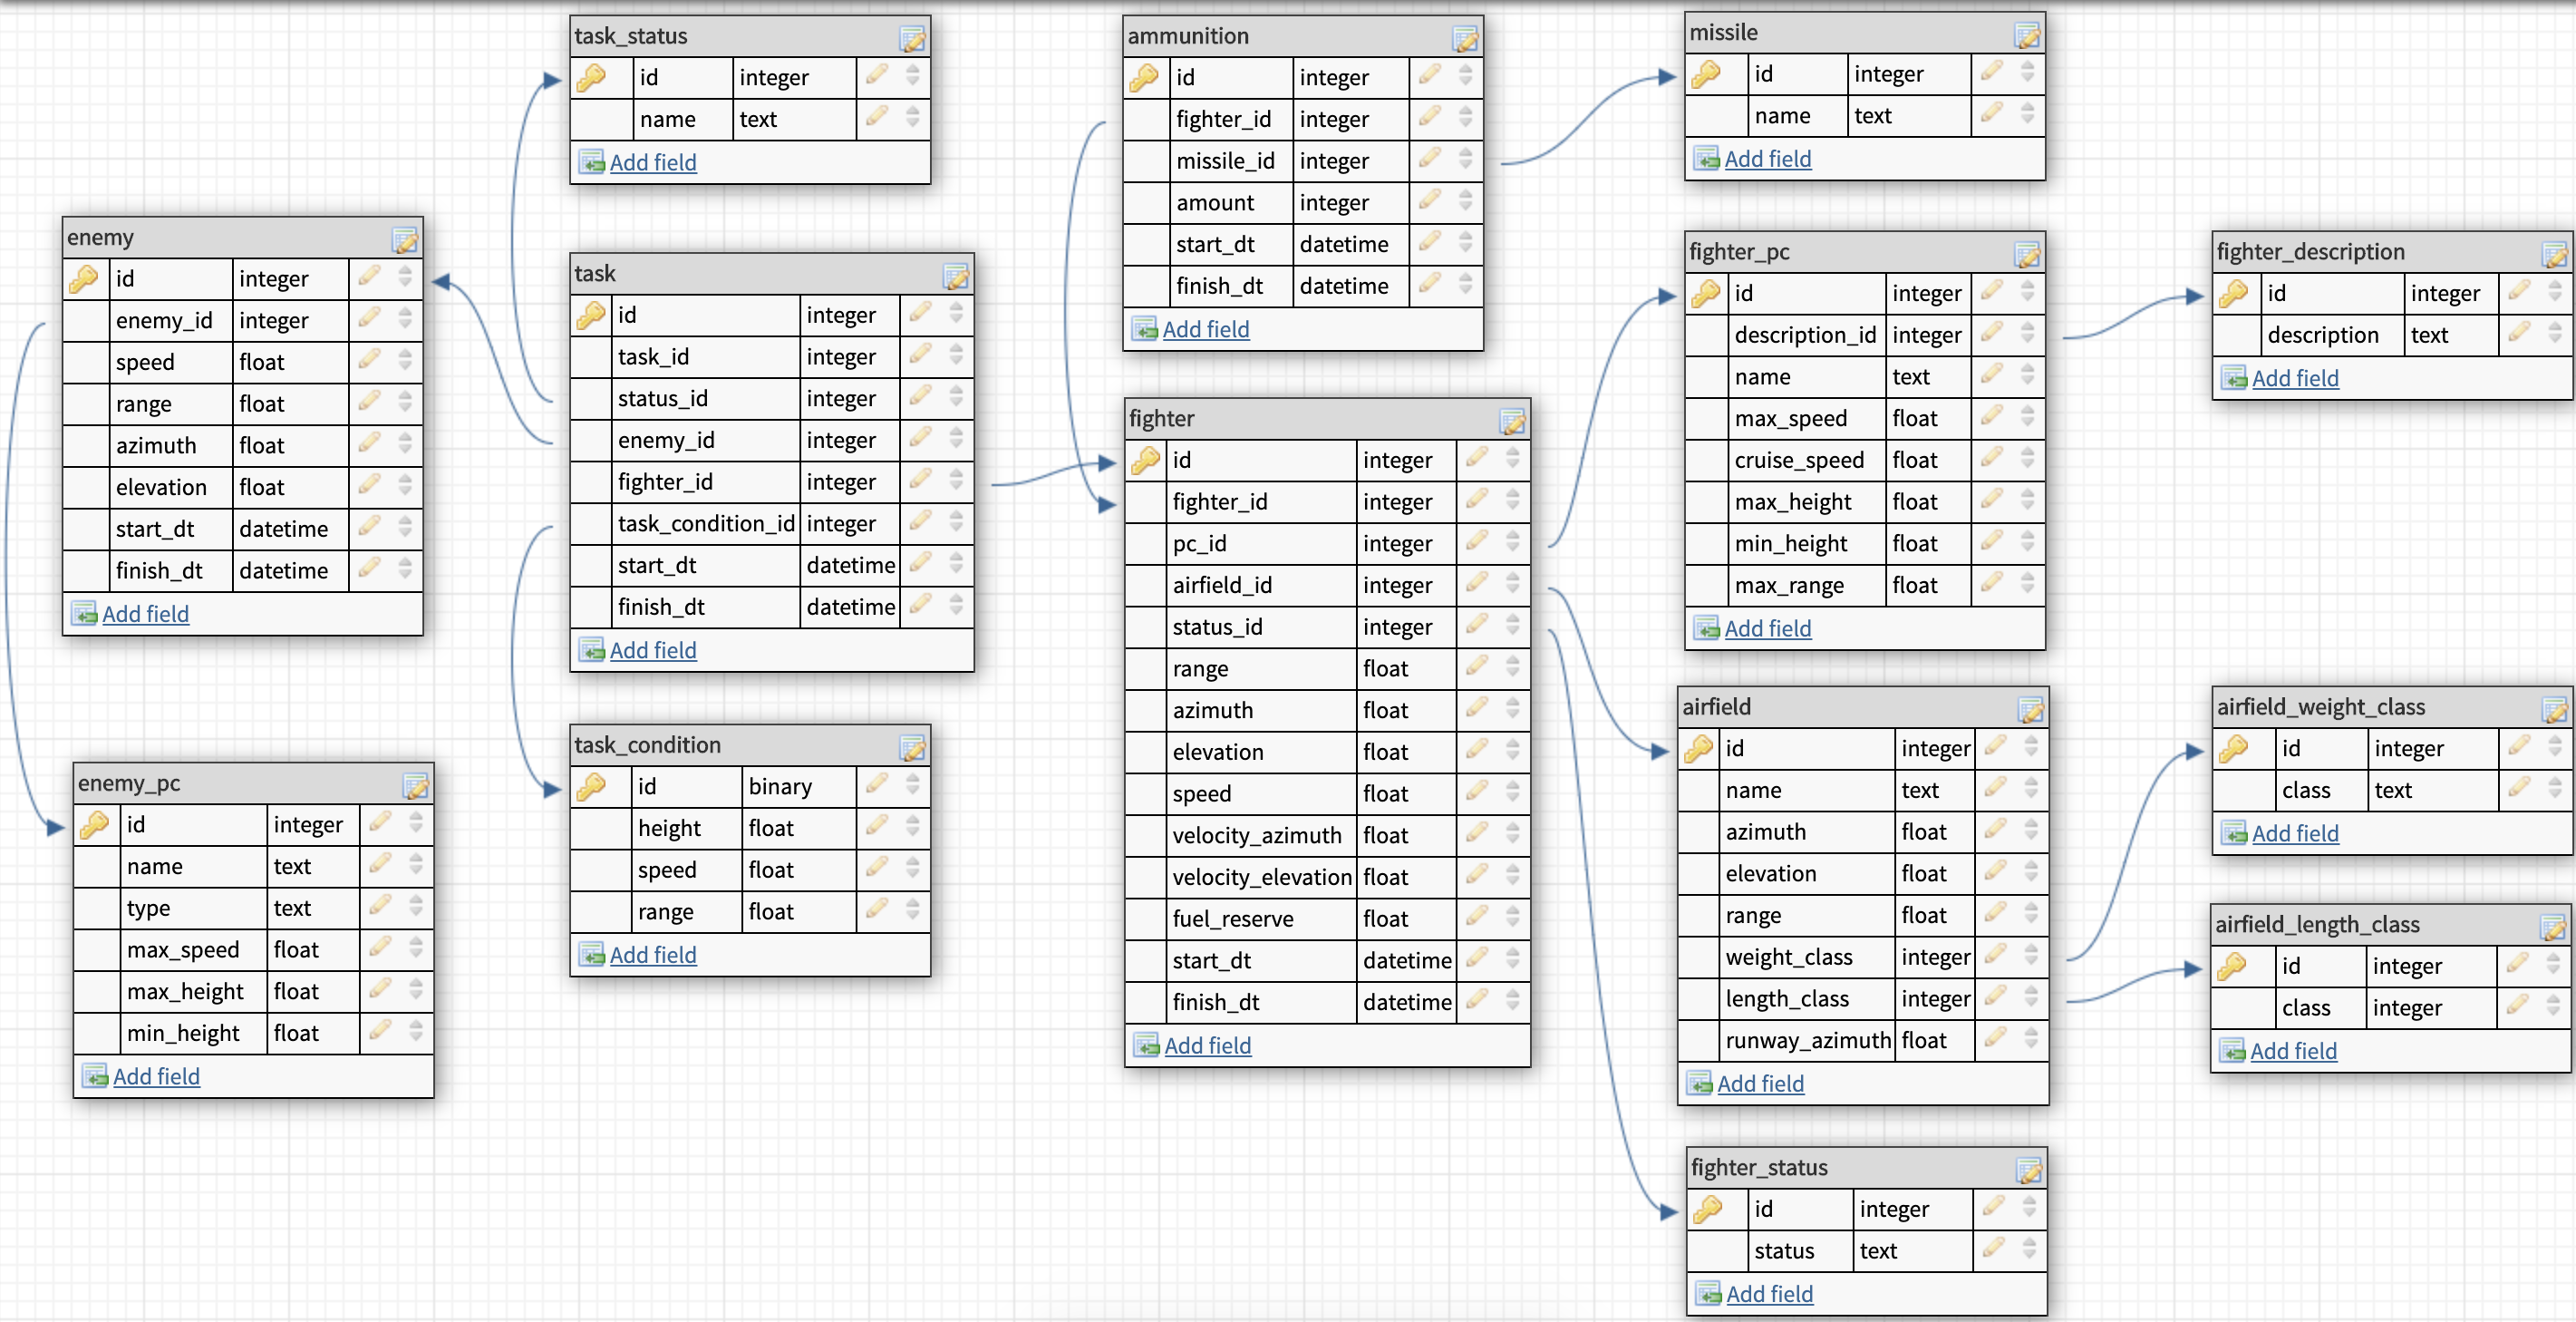 task_status
id integer
name text
Add field
ammunition
id integer
fighter_id integer
missile_id integer
amount integer
start_dt datetime
finish_dt datetime
Add field
missile
id integer
name text
Add field
enemy
id integer
enemy_id integer
speed float
range float
azimuth float
elevation float
start_dt datetime
finish_dt datetime
Add field
task
id integer
task_id integer
status_id integer
enemy_id integer
fighter_id integer
task_condition_id integer
start_dt datetime
finish_dt datetime
Add field
fighter_pc
id integer
description_id integer
name text
max_speed float
cruise_speed float
max_height float
min_height float
max_range float
Add field
fighter_description
id integer
description text
Add field
fighter
id integer
fighter_id integer
pc_id integer
airfield_id integer
status_id integer
range float
azimuth float
elevation float
speed float
velocity_azimuth float
velocity_elevation float
fuel_reserve float
start_dt datetime
finish_dt datetime
Add field
enemy_pc
id integer
name text
type text
max_speed float
max_height float
min_height float
Add field
task_condition
id binary
height float
speed float
range float
Add field
airfield
id integer
name text
azimuth float
elevation float
range float
weight_class integer
length_class integer
runway_azimuth float
Add field
airfield_weight_class
id integer
class text
Add field
airfield_length_class
id integer
class integer
Add field
fighter_status
id integer
status text
Add field